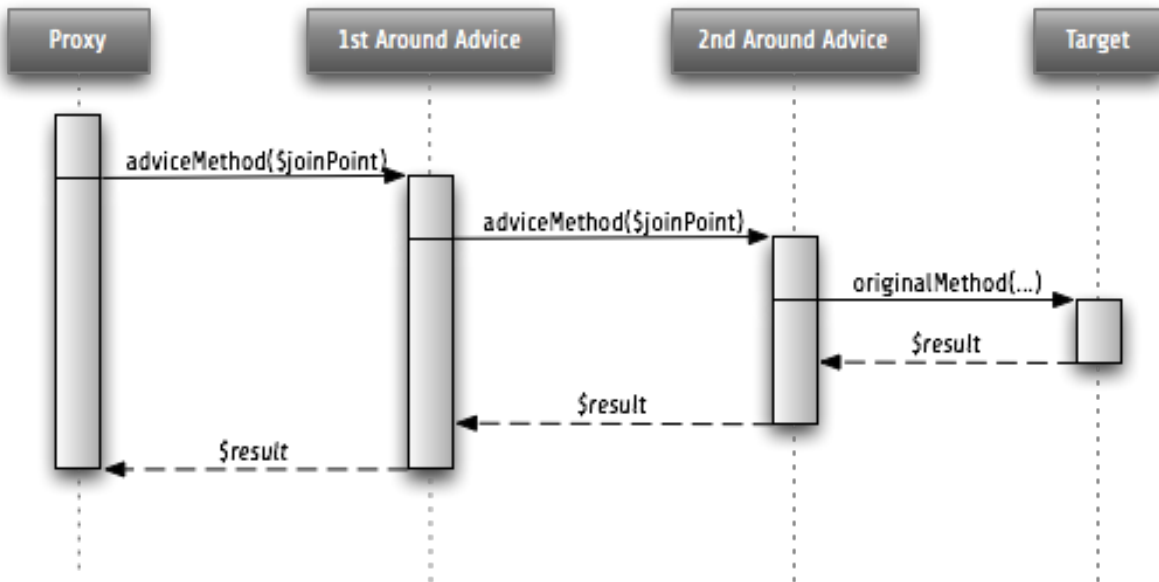 Proxy
1st Around Advice
2nd Around Advice
Target
adviceMethod($joinPoint)
adviceMethod($joinPoint)
originalMethod(...)
$result
$result
$result